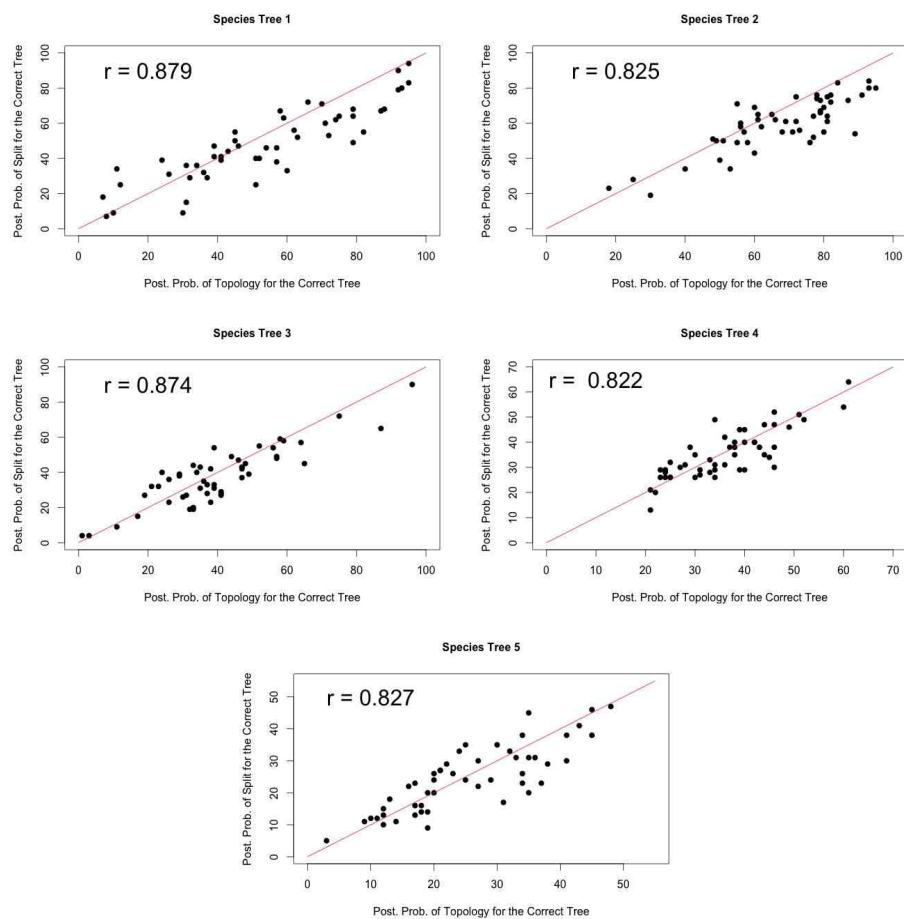 Species Tree 1
Species Tree 2
r = 0.879
r = 0.825
Post. Prob. of Split for the Correct Tree
0 20 40 60 80 100
0 20 40 60 80 100
Post. Prob. of Topology for the Correct Tree
Post. Prob. of Split for the Correct Tree
0 20 40 60 80 100
0 20 40 60 80 100
Post. Prob. of Topology for the Correct Tree
Species Tree 3
Species Tree 4
r = 0.874
r = 0.822
Post. Prob. of Split for the Correct Tree
0 20 40 60 80 100
0 20 40 60 80 100
Post. Prob. of Topology for the Correct Tree
Post. Prob. of Split for the Correct Tree
0 10 20 30 40 50 60 70
0 10 20 30 40 50 60 70
Post. Prob. of Topology for the Correct Tree
Species Tree 5
r = 0.827
Post. Prob. of Split for the Correct Tree
0 10 20 30 40 50
0 10 20 30 40 50
Post. Prob. of Topology for the Correct Tree